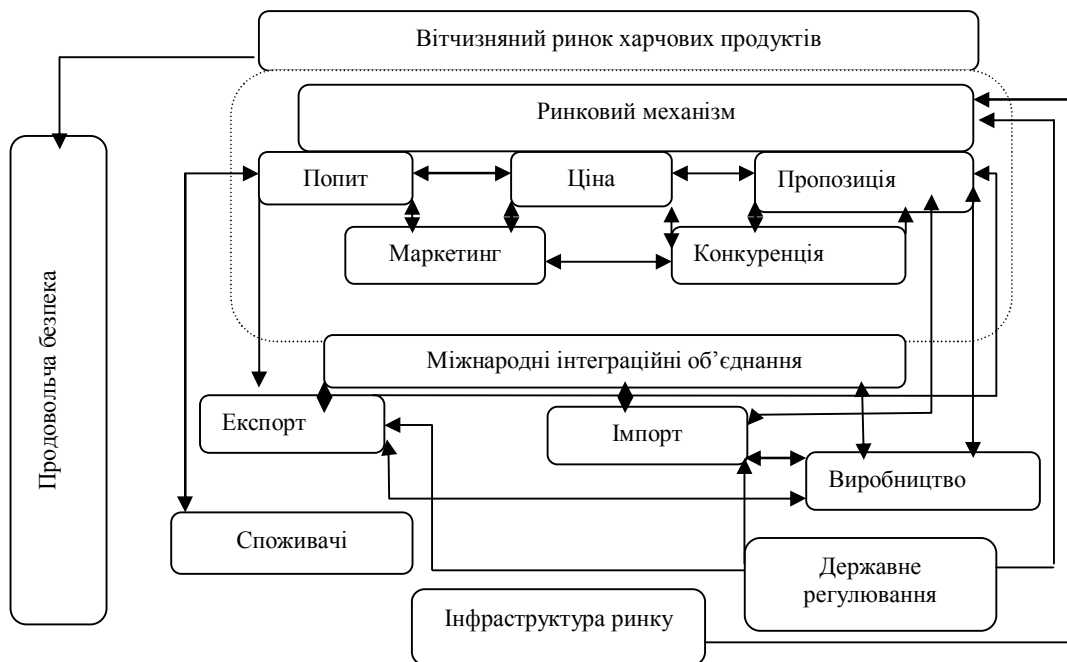 Вітчизняний ринок харчових продуктів
Ринковий механізм
Попит
Ціна
Пропозиція
Маркетинг
Конкуренція
Продовольча безпека
Міжнародні інтеграційні об’єднання
Експорт
Імпорт
Виробництво
Споживачі
Державне
регулювання
Інфраструктура ринку